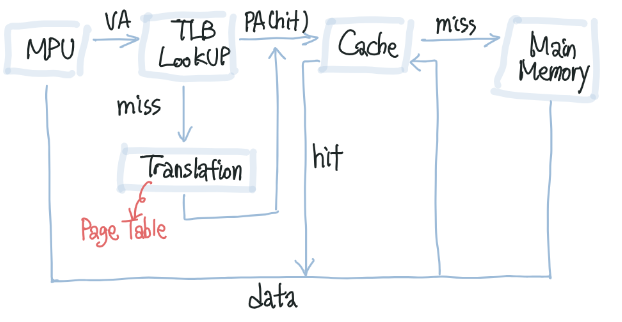 MPU
VA
TLB
LookUP
PA(hit)
Cache
miss
Main
Memory
miss
Translation
hit
Page Table
data